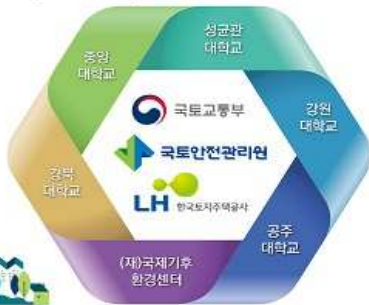 성균관
대학교
중앙
대학교
강원
대학교
국토교통부
국토안전관리원
LH 한국토지주택공사
경북
대학교
공주
대학교
(재)국제기후
환경센터